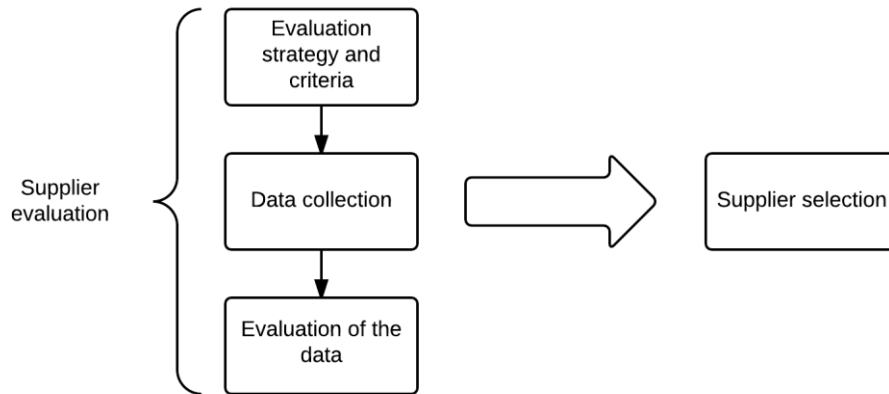 Evaluation
strategy and
criteria
Supplier
evaluation
Data collection
Supplier selection
Evaluation of the
data